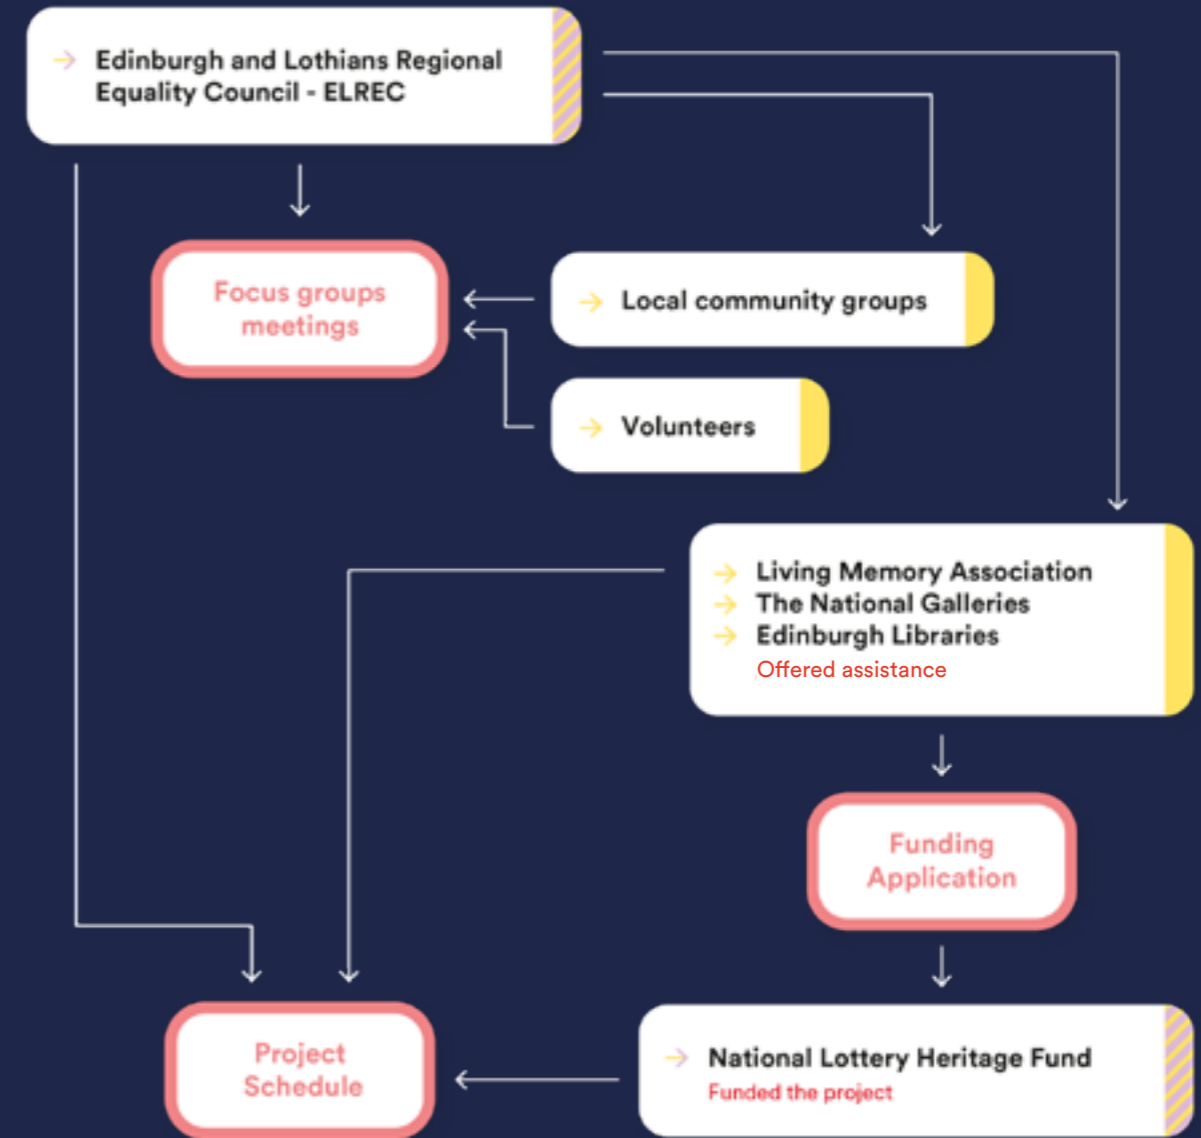 Edinburgh and Lothians Regional
Equality Council - ELREC
Focus groups
meetings
Local community groups
Volunteers
Living Memory Association
The National Galleries
Edinburgh Libraries
Offered assistance
Funding
Application
Project
Schedule
National Lottery Heritage Fund
Funded the project